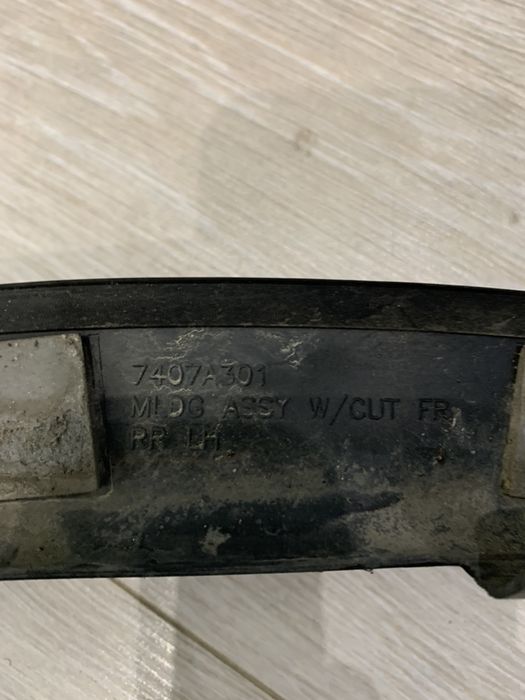 7407A301
MLDG ASSY W/CUT FR
RR LH